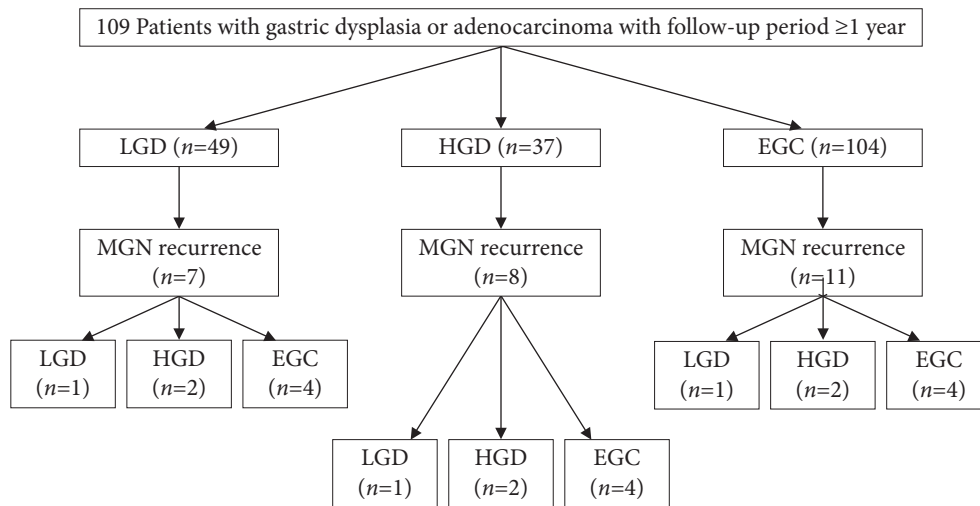 109 Patients with gastric dysplasia or adenocarcinoma with follow-up period ≥1 year
LGD (n=49)
HGD (n=37)
EGC (n=104)
MGN recurrence
(n=7)
MGN recurrence
(n=8)
MGN recurrence
(n=11)
LGD
(n=1)
HGD
(n=2)
EGC
(n=4)
LGD
(n=1)
HGD
(n=2)
EGC
(n=4)
LGD
(n=1)
HGD
(n=2)
EGC
(n=4)